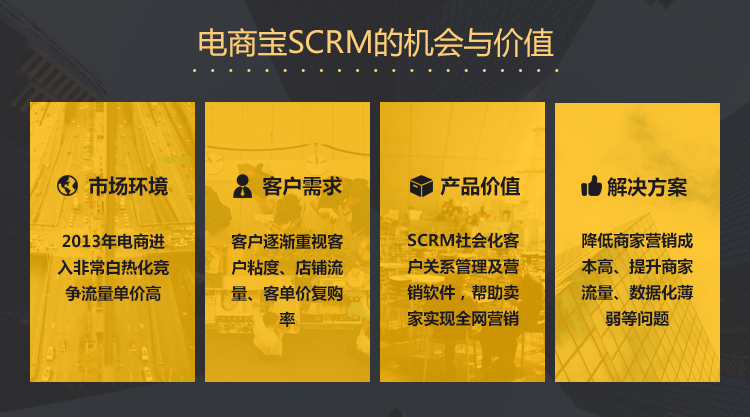 电商宝SCRM的机会与价值
市场环境
2013年电商进
入非常白热化竞
争流量单价高
客户需求
客户逐渐重视客
户粘度、店铺流
量、客单价复购
率
产品价值
SCRM社会化客
户关系管理及营
销软件，帮助卖
家实现全网营销
解决方案
降低商家营销成
本高、提升商家
流量、数据化薄
弱等问题